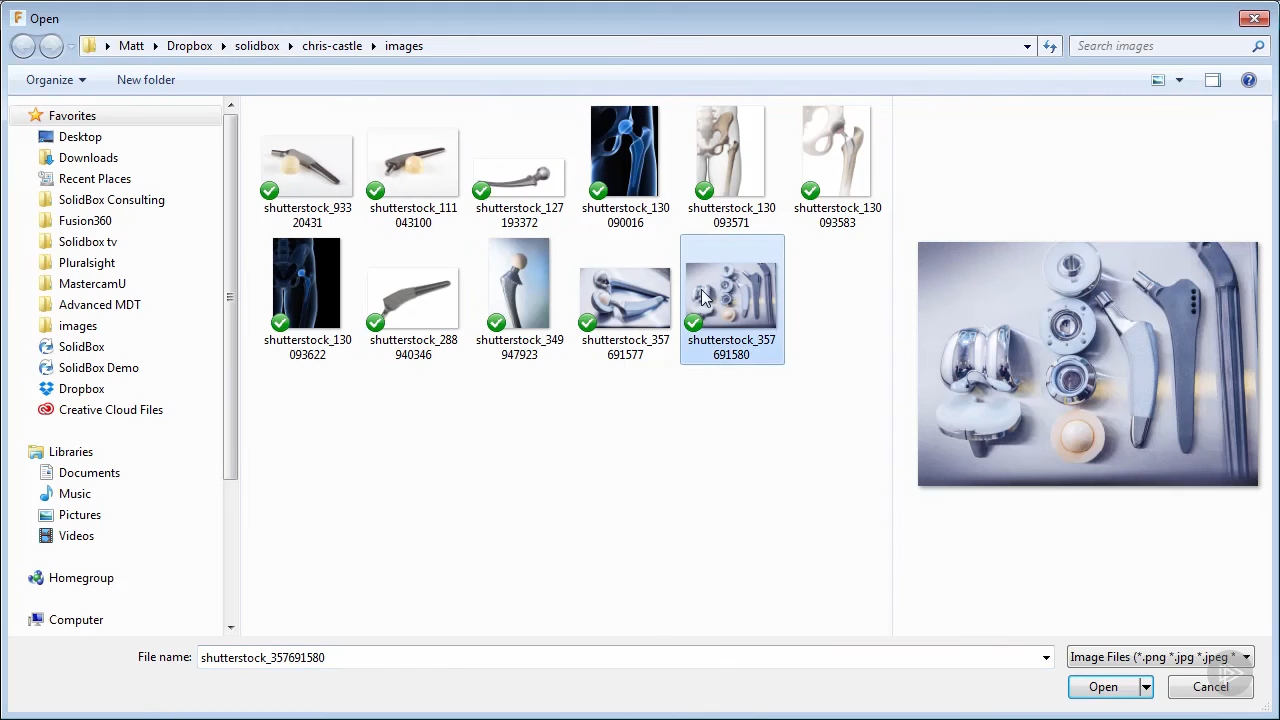 Open
Matt
Dropbox
solidbox
chris-castle
images
Search images
Organize
New folder
Favorites
Desktop
Downloads
Recent Places
SolidBox Consulting
Fusion360
Solidbox tv
Pluralsight
MastercamU
Advanced MDT
images
SolidBox
SolidBox Demo
Dropbox
Creative Cloud Files
Libraries
Documents
Music
Pictures
Videos
Homegroup
Computer
shutterstock_933
20431
shutterstock_111
043100
shutterstock_127
193372
shutterstock_130
090016
shutterstock_130
093571
shutterstock_130
093583
shutterstock_130
093622
shutterstock_288
940346
shutterstock_349
947923
shutterstock_357
691577
shutterstock_357
691580
File name:
shutterstock_357691580
Image Files (*.png *.jpg *.jpeg *
Open
Cancel